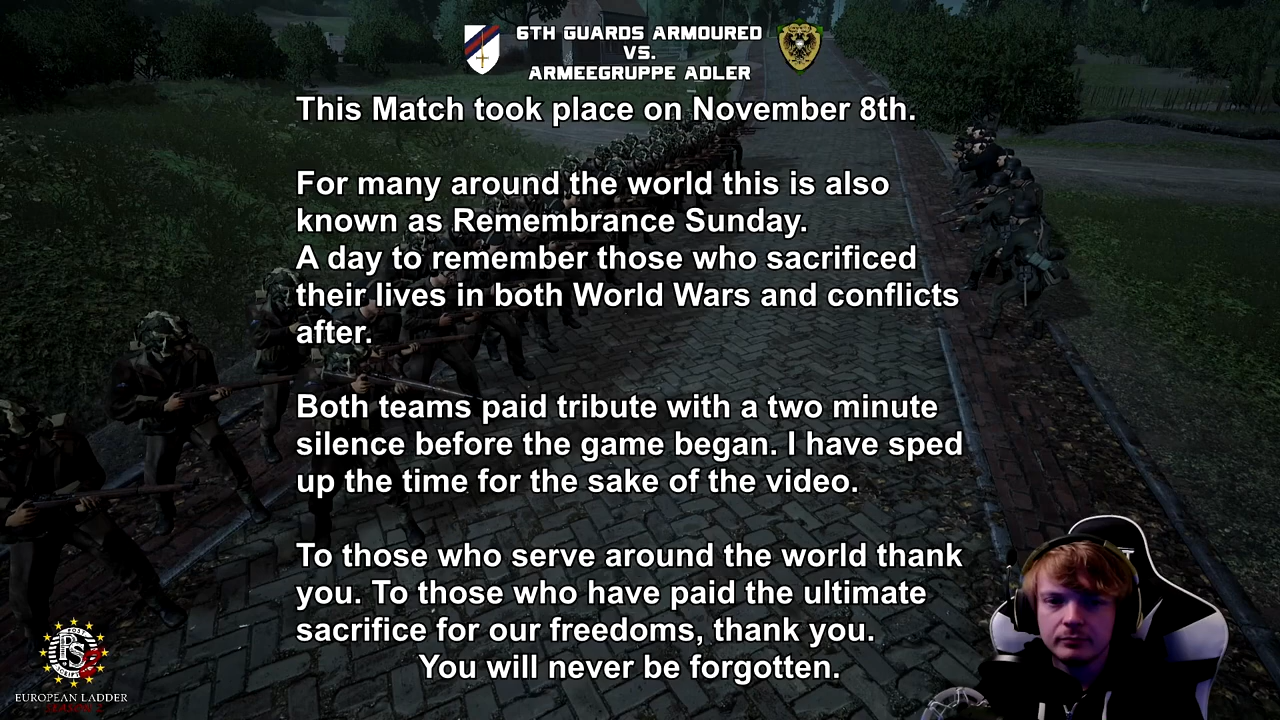 6TH GUARDS ARMOURED
VS.
ARMEEGRUPPE ADLER
This Match took place on November 8th.
For many around the world this is also
known as Remembrance Sunday.
A day to remember those who sacrificed
their lives in both World Wars and conflicts
after.
Both teams paid tribute with a two minute
silence before the game began. I have sped
up the time for the sake of the video.
To those who serve around the world thank
you. To those who have paid the ultimate
sacrifice for our freedoms, thank you.
You will never be forgotten.
EUROPEAN LADDER
SEASON 2